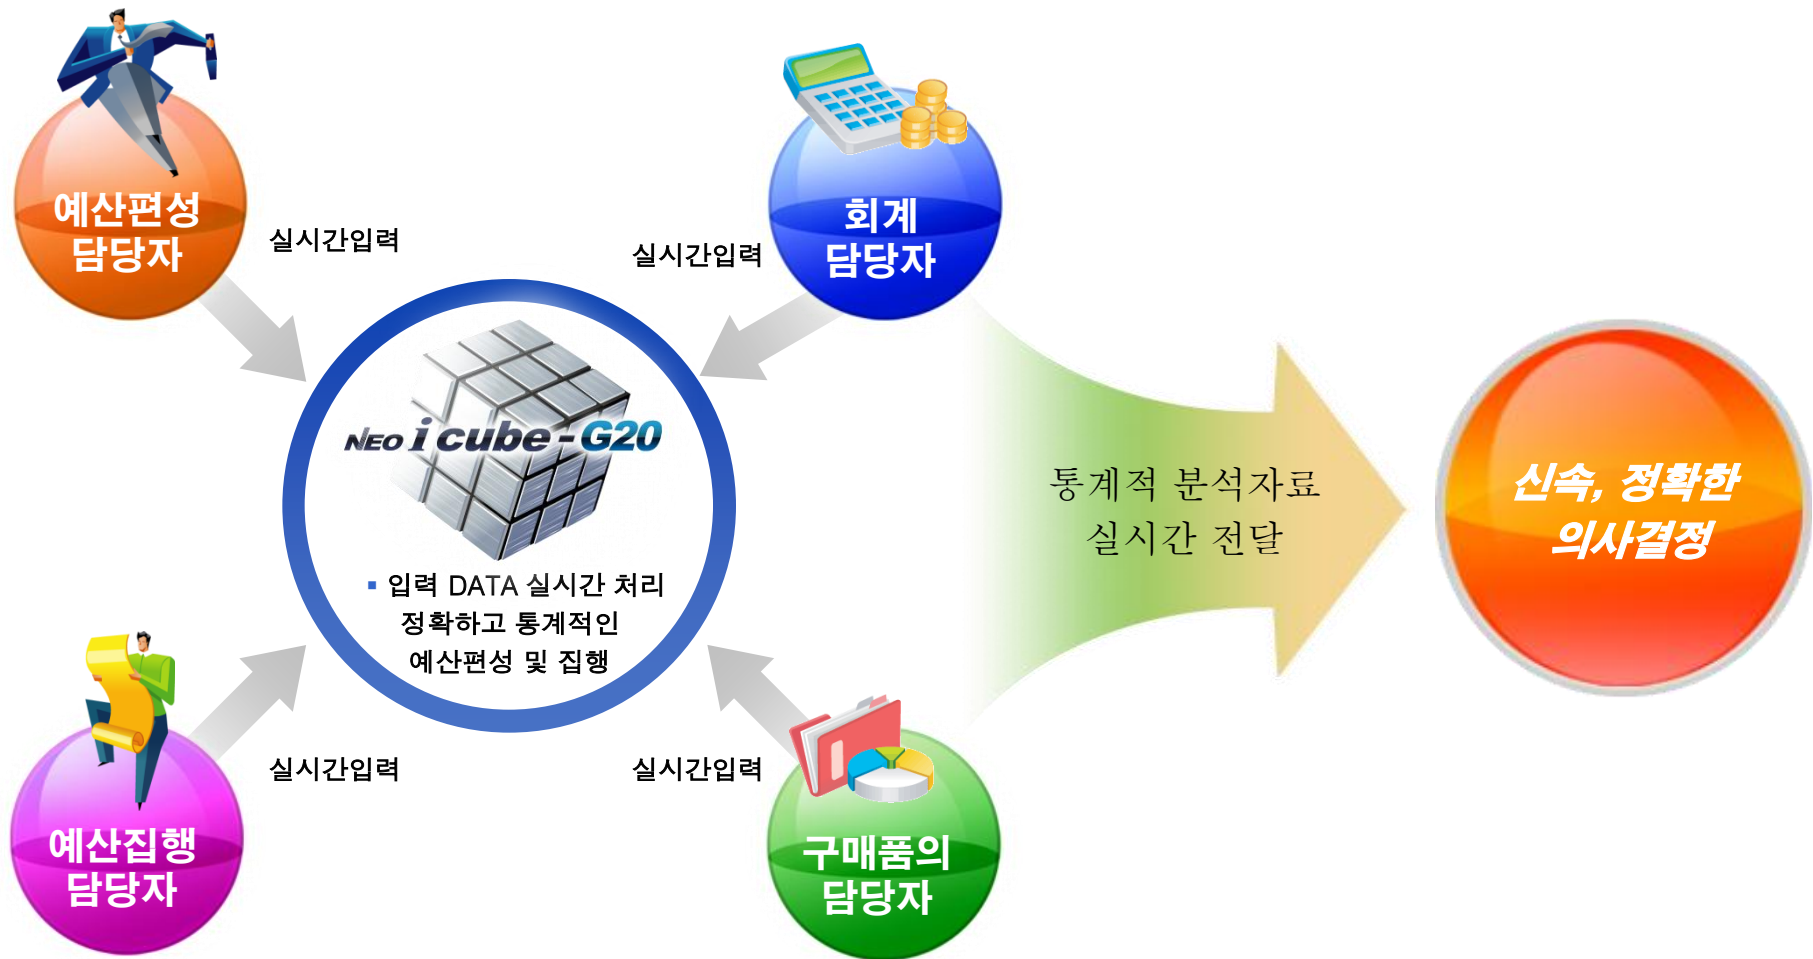 예산편성
담당자
실시간입력
회계
담당자
실시간입력
NEO i cube - G20
▪ 입력 DATA 실시간 처리
정확하고 통계적인
예산편성 및 집행
예산집행
담당자
실시간입력
구매품의
담당자
실시간입력
통계적 분석자료
실시간 전달
신속, 정확한
의사결정